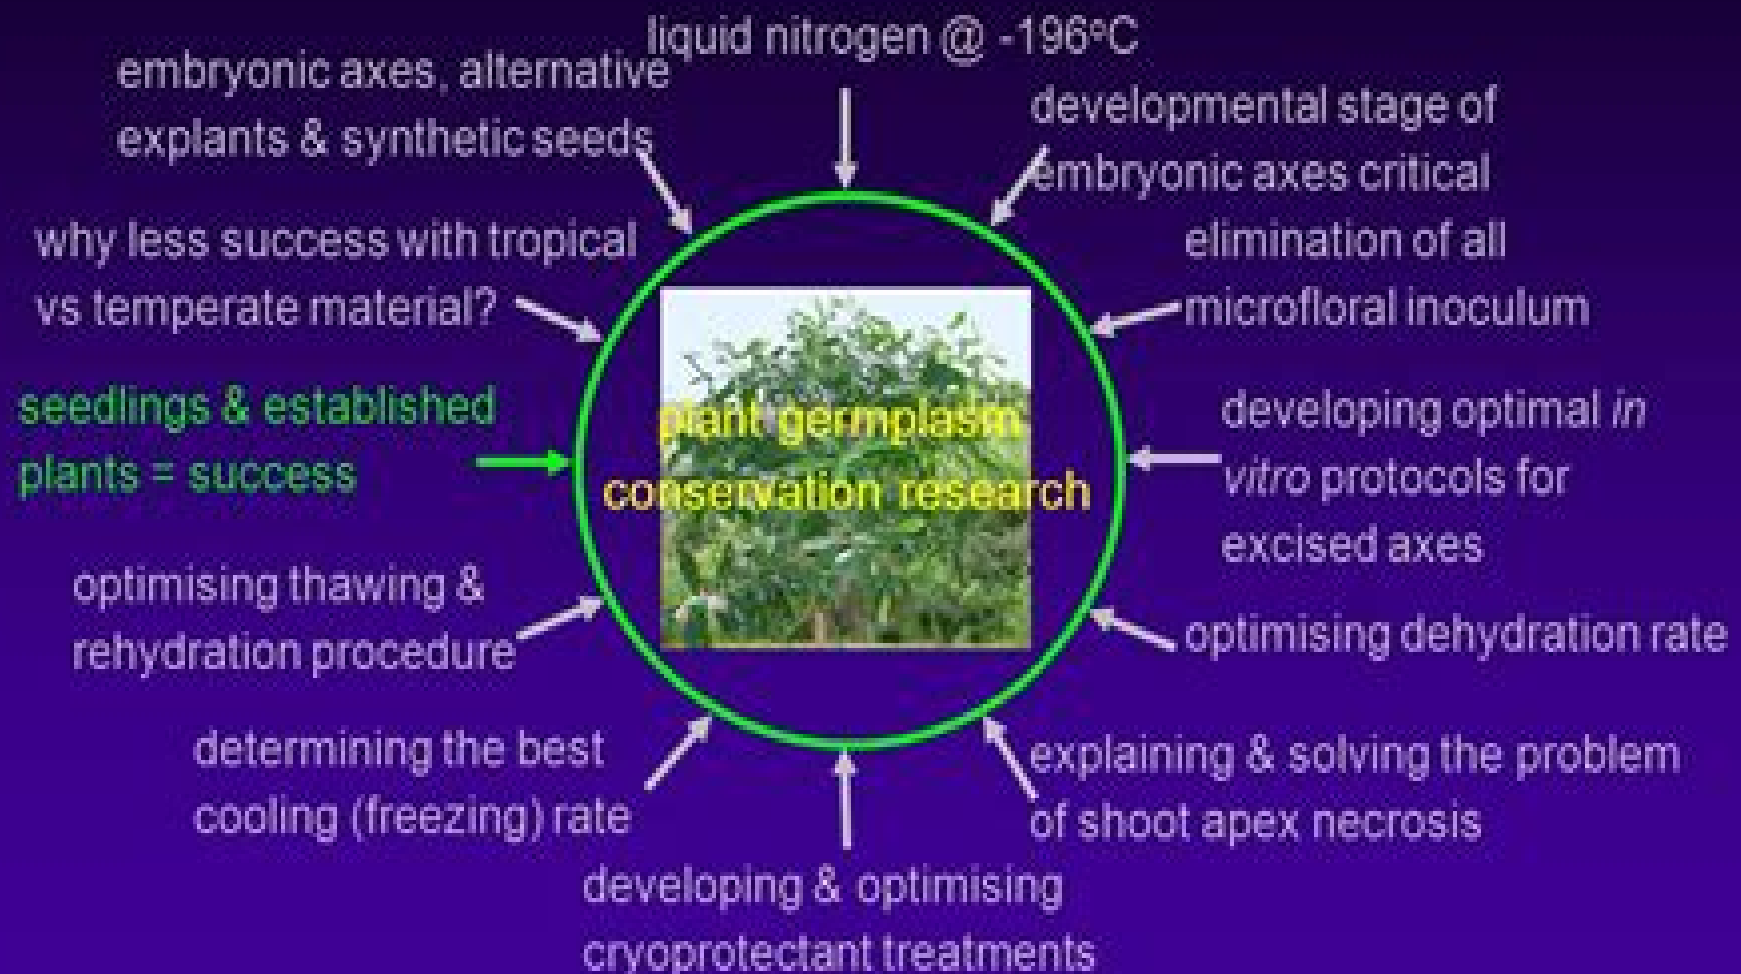 liquid nitrogen @ -196ºC
developmental stage of
embryonic axes critical
elimination of all
microfloral inoculum
developing optimal in
vitro protocols for
excised axes
optimising dehydration rate
explaining & solving the problem
of shoot apex necrosis
developing & optimising
cryoprotectant treatments
determining the best
cooling (freezing) rate
optimising thawing &
rehydration procedure
seedlings & established
plants = success
why less success with tropical
vs temperate material?
embryonic axes, alternative
explants & synthetic seeds
plant germplasm
conservation research